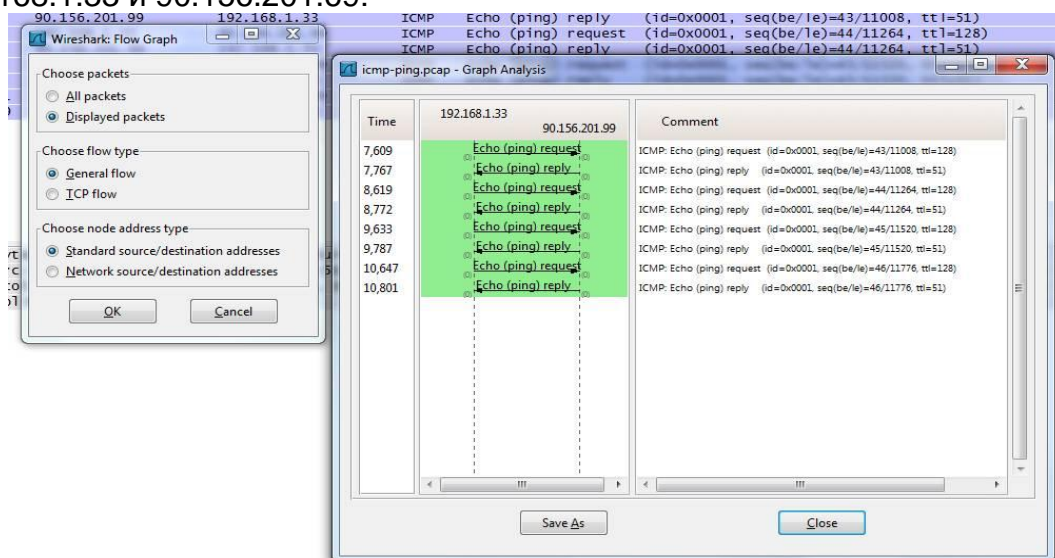 90.156.201.99 192.168.1.33 ICMP Echo (ping) reply (id=0x0001, seq(be/le)=43/11008, ttl=51)
ICMP Echo (ping) request (id=0x0001, seq(be/le)=44/11264, ttl=128)
ICMP Echo (ping) reply (id=0x0001, seq(be/le)=44/11264, ttl=51)
Wireshark: Flow Graph
Choose packets
All packets
Displayed packets
Choose flow type
General flow
TCP flow
Choose node address type
Standard source/destination addresses
Network source/destination addresses
OK Cancel
icmp-ping.pcap - Graph Analysis
Time 192.168.1.33 90.156.201.99 Comment
7,609 Echo (ping) request ICMP: Echo (ping) request (id=0x0001, seq(be/le)=43/11008, ttl=128)
7,767 Echo (ping) reply ICMP: Echo (ping) reply (id=0x0001, seq(be/le)=43/11008, ttl=51)
8,619 Echo (ping) request ICMP: Echo (ping) request (id=0x0001, seq(be/le)=44/11264, ttl=128)
8,772 Echo (ping) reply ICMP: Echo (ping) reply (id=0x0001, seq(be/le)=44/11264, ttl=51)
9,633 Echo (ping) request ICMP: Echo (ping) request (id=0x0001, seq(be/le)=45/11520, ttl=128)
9,787 Echo (ping) reply ICMP: Echo (ping) reply (id=0x0001, seq(be/le)=45/11520, ttl=51)
10,647 Echo (ping) request ICMP: Echo (ping) request (id=0x0001, seq(be/le)=46/11776, ttl=128)
10,801 Echo (ping) reply ICMP: Echo (ping) reply (id=0x0001, seq(be/le)=46/11776, ttl=51)
Save As Close